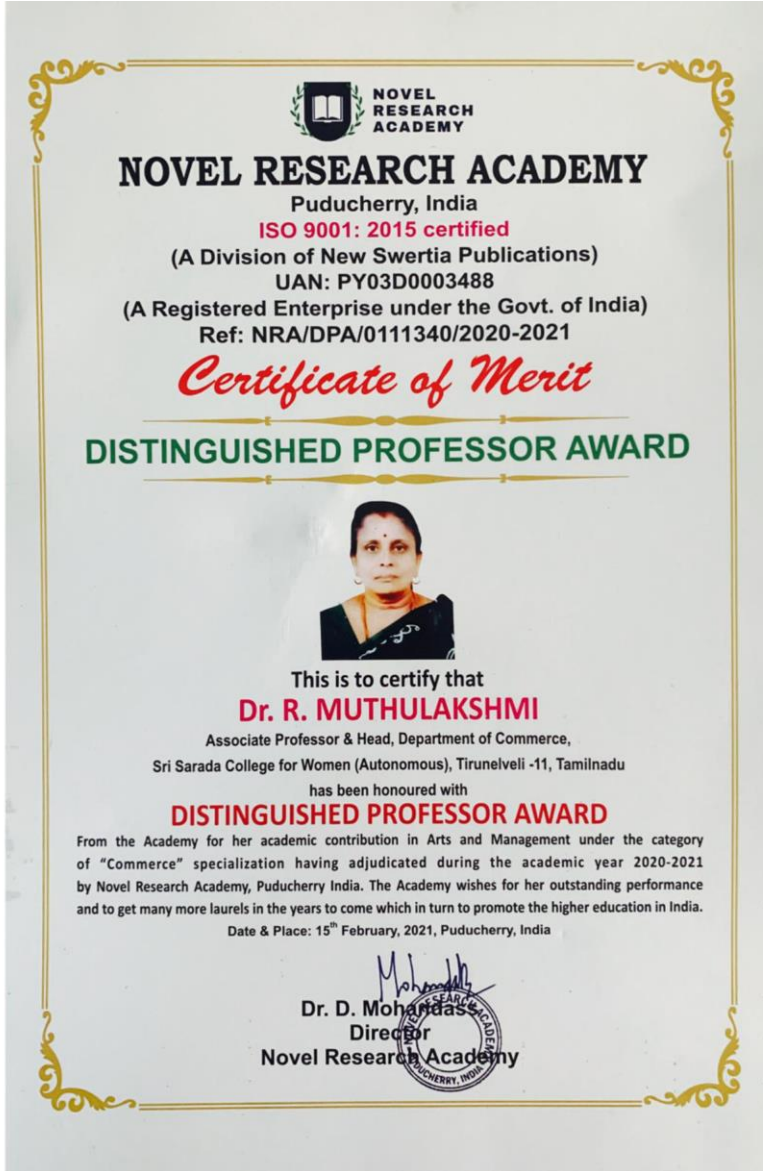 NOVEL
RESEARCH
ACADEMY
NOVEL RESEARCH ACADEMY
Puducherry, India
ISO 9001: 2015 certified
(A Division of New Swertia Publications)
UAN: PY03D0003488
(A Registered Enterprise under the Govt. of India)
Ref: NRA/DPA/0111340/2020-2021
Certificate of Merit
DISTINGUISHED PROFESSOR AWARD
This is to certify that
Dr. R. MUTHULAKSHMI
Associate Professor & Head, Department of Commerce,
Sri Sarada College for Women (Autonomous), Tirunelveli -11, Tamilnadu
has been honoured with
DISTINGUISHED PROFESSOR AWARD
From the Academy for her academic contribution in Arts and Management under the category
of “Commerce” specialization having adjudicated during the academic year 2020-2021
by Novel Research Academy, Puducherry India. The Academy wishes for her outstanding performance
and to get many more laurels in the years to come which in turn to promote the higher education in India.
Date & Place: 15th February, 2021, Puducherry, India
Dr. D. Mohandass
Director
Novel Research Academy
NOVEL RESEARCH ACADEMY
PUDUCHERRY, INDIA